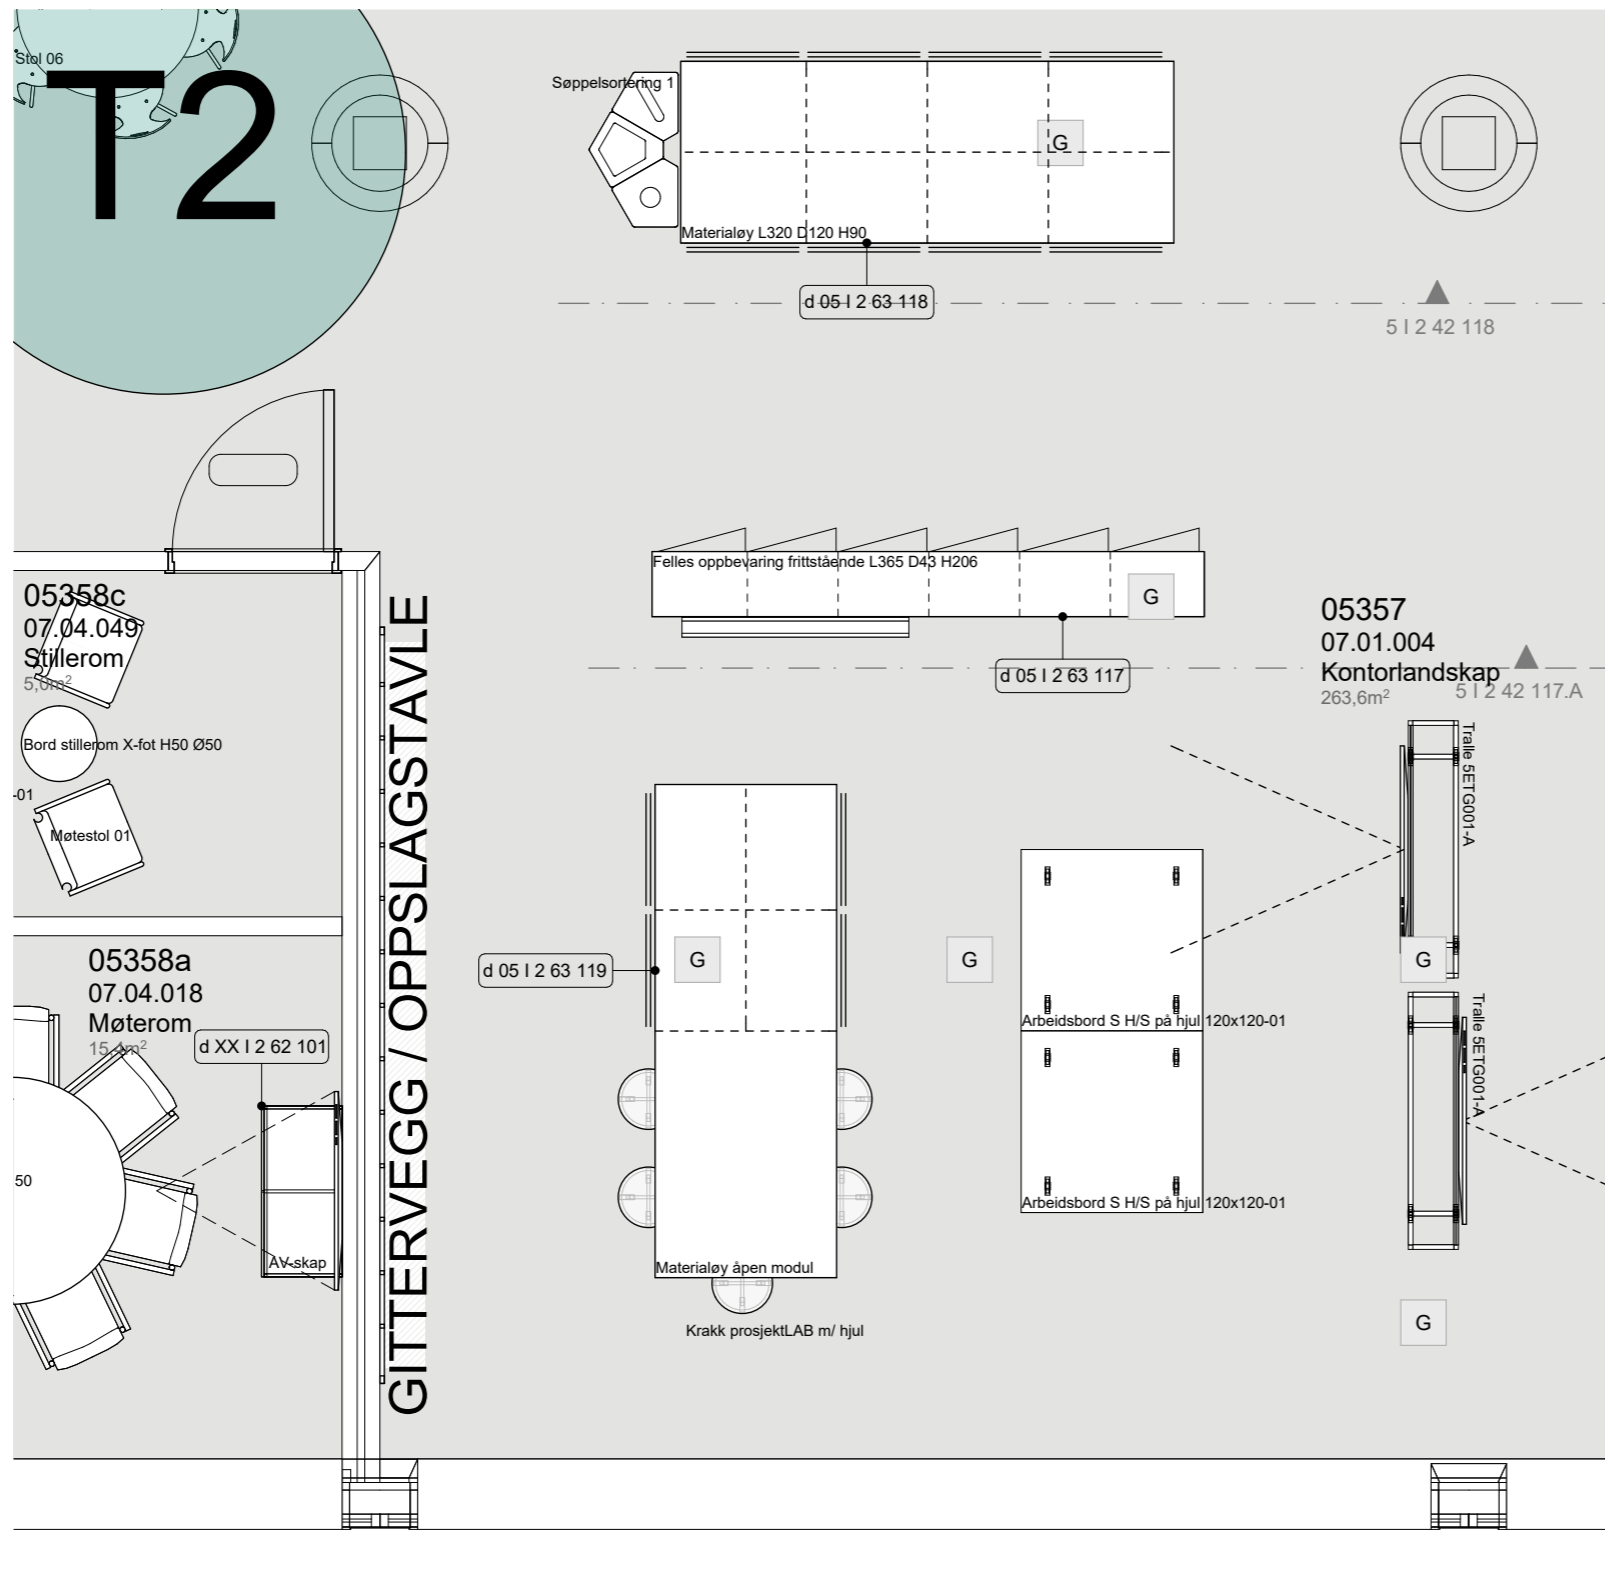 Stol 06
T2
Søppelsortering 1
G
Materialøy L320 D120 H90
d 05 I 2 63 118
5 I 2 42 118
Felles oppbevaring frittstående L365 D43 H206
G
d 05 I 2 63 117
05357
07.01.004
Kontorlandskap
263,6m²
5 I 2 42 117.A
05358c
07.04.049
Stillerom
5,0m²
Bord stillerom X-fot H50 Ø50
-01
Møtestol 01
GITTERVEGG / OPPSLAGSTAVLE
Tralle 5ETG001-A
05358a
07.04.018
Møterom
15,4m²
d XX I 2 62 101
d 05 I 2 63 119
G
G
G
Arbeidsbord S H/S på hjul 120x120-01
Tralle 5ETG001-A
50
AV-skap
Arbeidsbord S H/S på hjul 120x120-01
Materialøy åpen modul
Krakk prosjektLAB m/ hjul
G